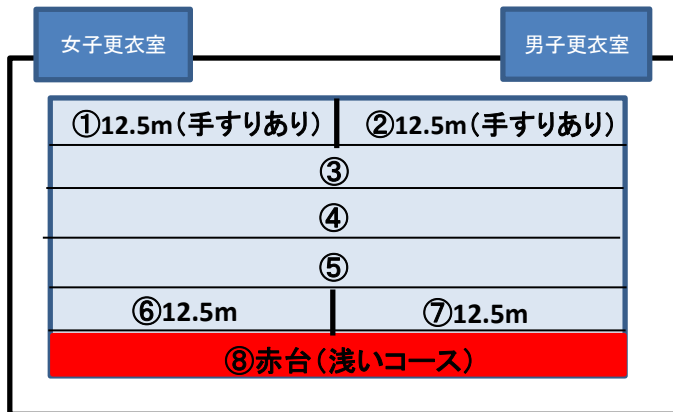 女子更衣室
男子更衣室
①12.5m(手すりあり)
②12.5m(手すりあり)
③
④
⑤
⑥12.5m
⑦12.5m
⑧赤台(浅いコース)